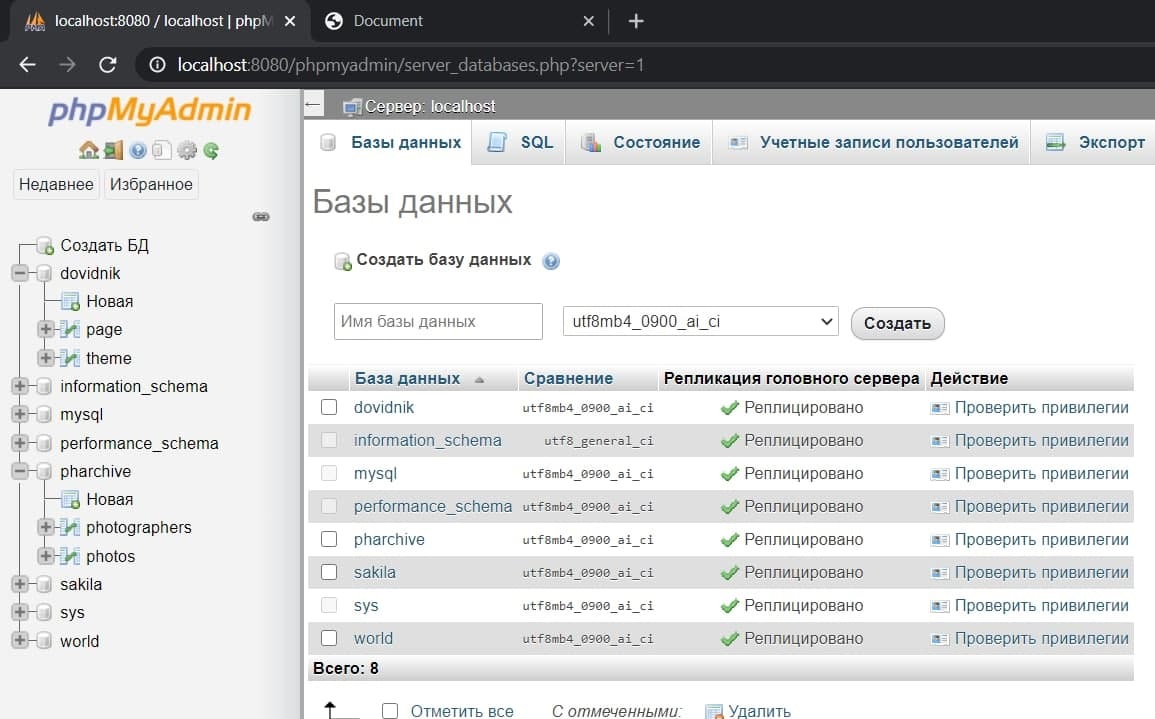 localhost:8080 / localhost | phpM
Document
localhost:8080/phpmyadmin/server_databases.php?server=1
phpMyAdmin
Недавнее Избранное
Создать БД
dovidnik
Новая
page
theme
information_schema
mysql
performance_schema
pharchive
Новая
photographers
photos
sakila
sys
world
Сервер: localhost
Базы данных SQL Состояние Учетные записи пользователей Экспорт
Базы данных
Создать базу данных
Имя базы данных utf8mb4_0900_ai_ci Создать
База данных Сравнение Репликация головного сервера Действие
dovidnik utf8mb4_0900_ai_ci Реплицировано Проверить привилегии
information_schema utf8_general_ci Реплицировано Проверить привилегии
mysql utf8mb4_0900_ai_ci Реплицировано Проверить привилегии
performance_schema utf8mb4_0900_ai_ci Реплицировано Проверить привилегии
pharchive utf8mb4_0900_ai_ci Реплицировано Проверить привилегии
sakila utf8mb4_0900_ai_ci Реплицировано Проверить привилегии
sys utf8mb4_0900_ai_ci Реплицировано Проверить привилегии
world utf8mb4_0900_ai_ci Реплицировано Проверить привилегии
Всего: 8
Отметить все С отмеченными: Удалить